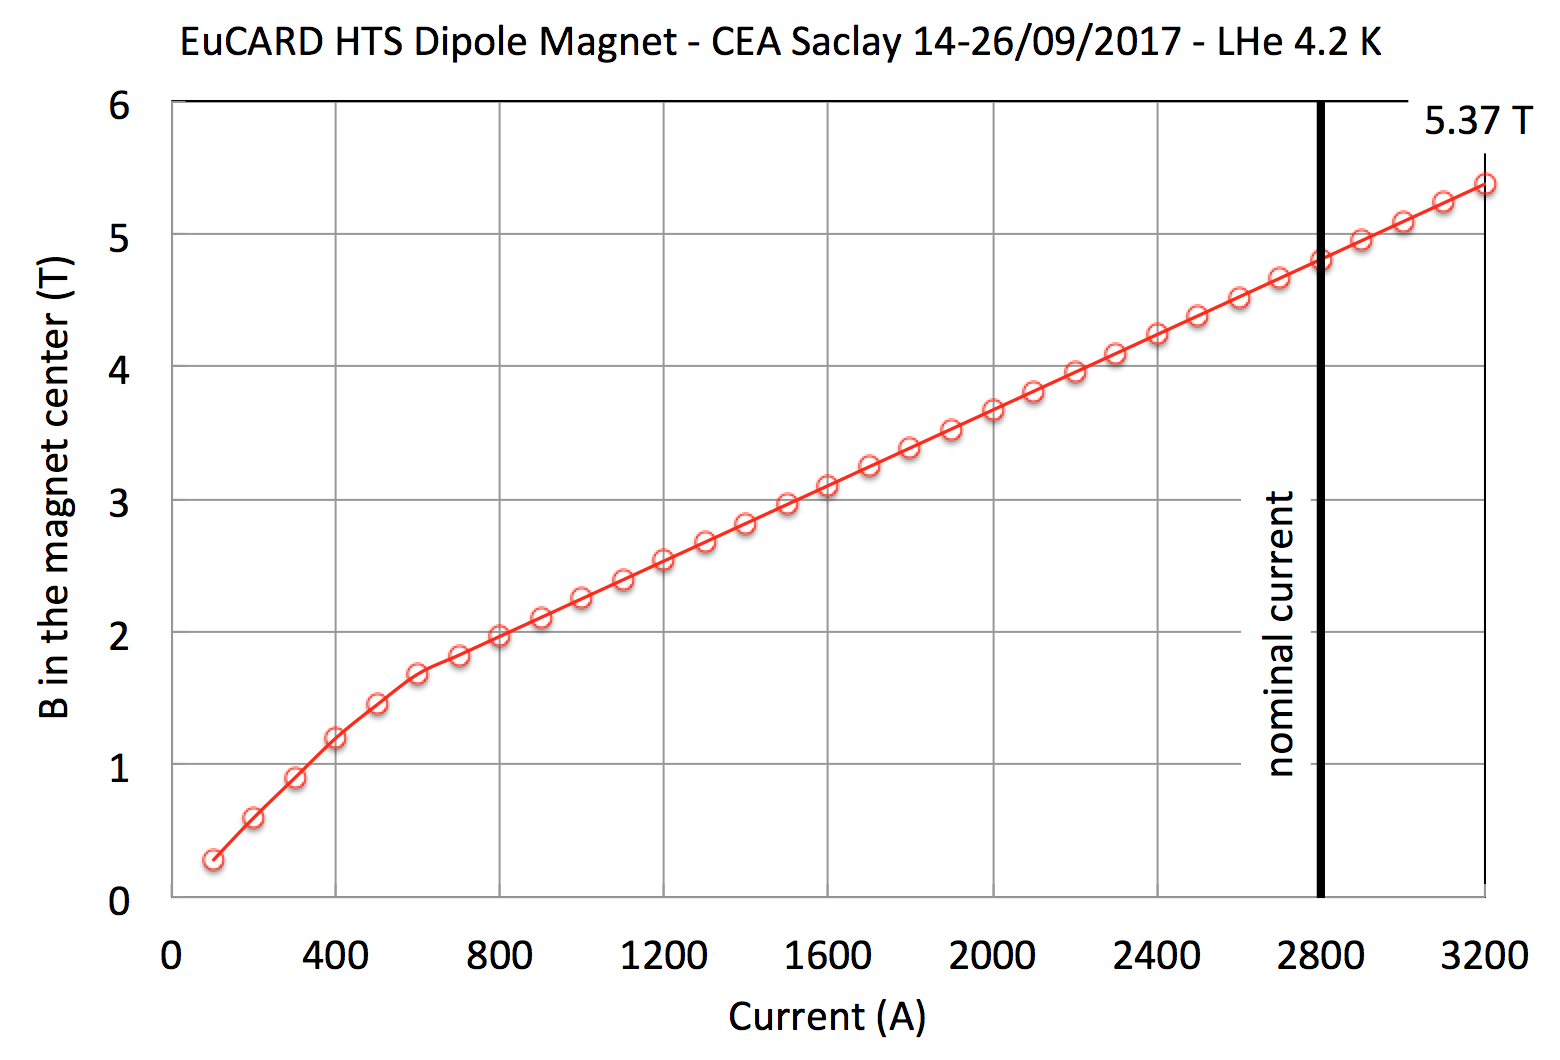 EuCARD HTS Dipole Magnet - CEA Saclay 14-26/09/2017 - LHe 4.2 K
5.37 T
6
5
4
3
2
1
0
B in the magnet center (T)
nominal current
0 400 800 1200 1600 2000 2400 2800 3200
Current (A)